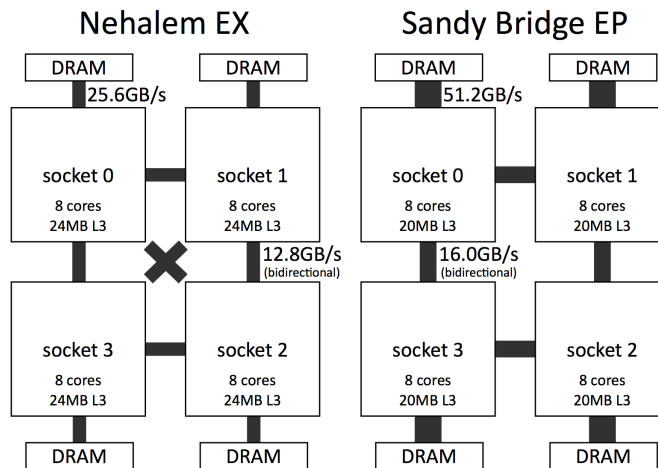 Nehalem EX
DRAM
DRAM
25.6GB/s
socket 0
8 cores
24MB L3
socket 1
8 cores
24MB L3
12.8GB/s
(bidirectional)
socket 3
8 cores
24MB L3
socket 2
8 cores
24MB L3
DRAM
DRAM
Sandy Bridge EP
DRAM
DRAM
51.2GB/s
socket 0
8 cores
20MB L3
socket 1
8 cores
20MB L3
16.0GB/s
(bidirectional)
socket 3
8 cores
20MB L3
socket 2
8 cores
20MB L3
DRAM
DRAM